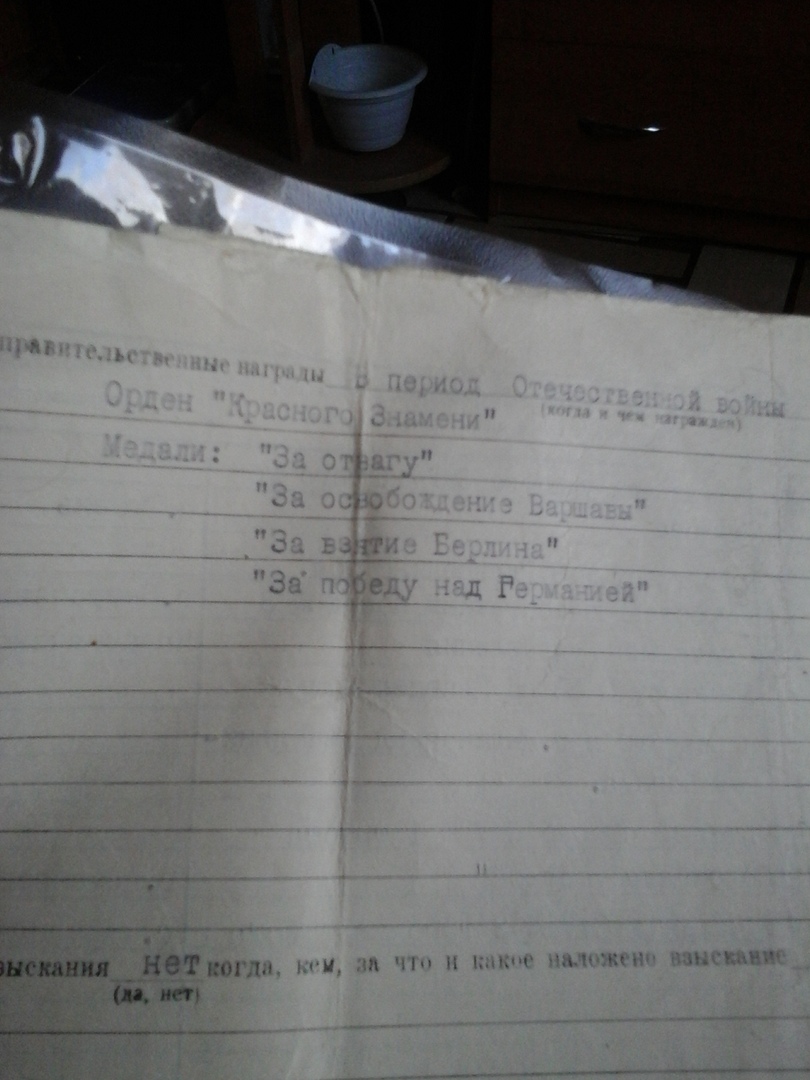 правительственные награды В период Отечественной войны
(когда и чем награжден)
Орден "Красного Знамени"
Медали: "За отвагу"
"За освобождение Варшавы"
"За взятие Берлина"
"За победу над Германией"
зыскания нет когда, кем, за что и какое наложено взыскание
(да, нет)